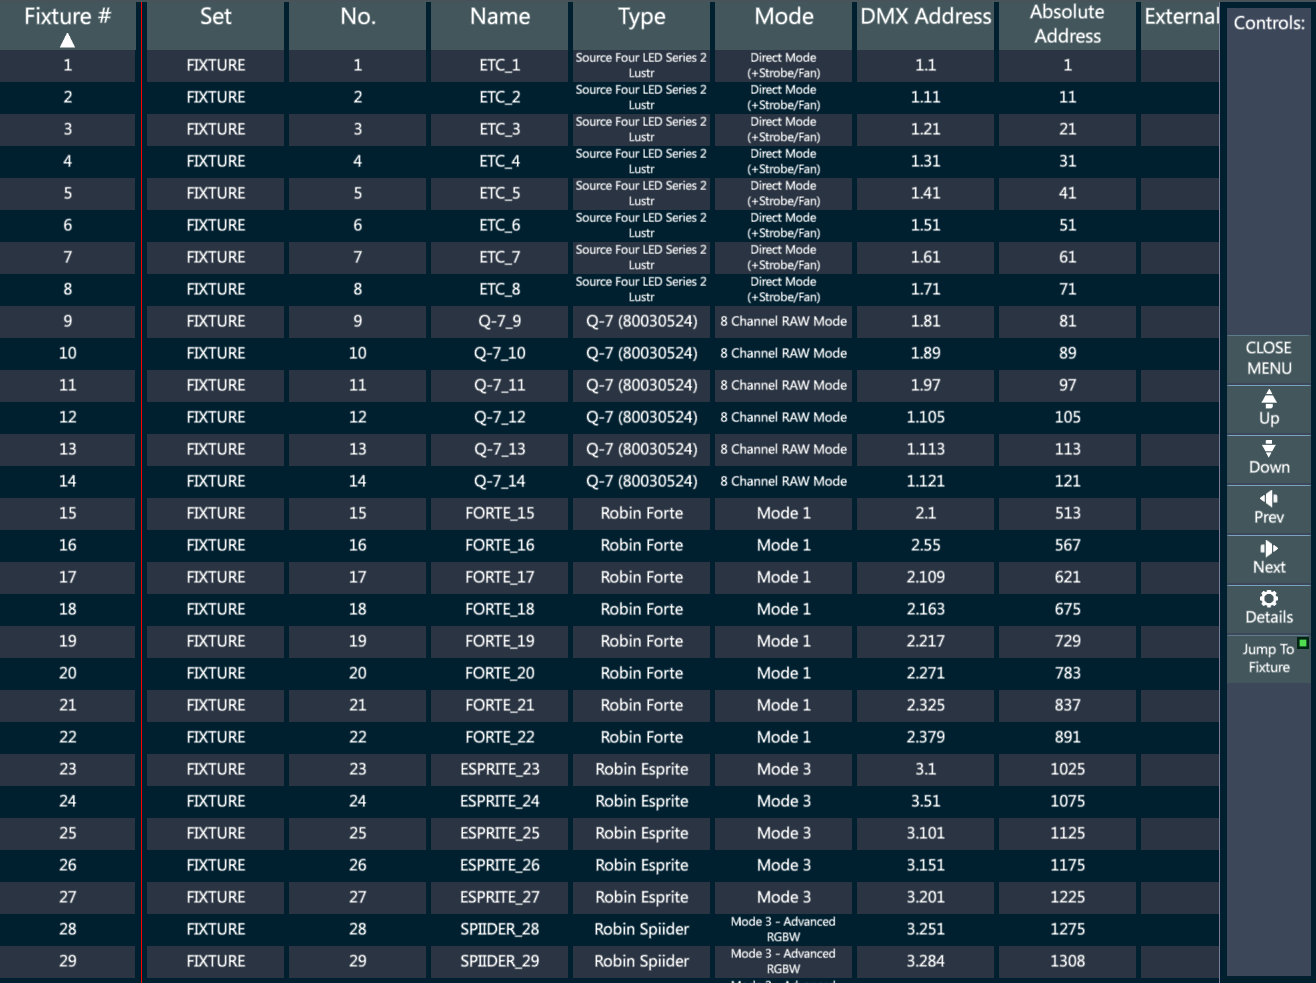 Fixture # Set No. Name Type Mode DMX Address Absolute Address External
1 FIXTURE 1 ETC_1 Source Four LED Series 2 Lustr Direct Mode (+Strobe/Fan) 1.1 1
2 FIXTURE 2 ETC_2 Source Four LED Series 2 Lustr Direct Mode (+Strobe/Fan) 1.11 11
3 FIXTURE 3 ETC_3 Source Four LED Series 2 Lustr Direct Mode (+Strobe/Fan) 1.21 21
4 FIXTURE 4 ETC_4 Source Four LED Series 2 Lustr Direct Mode (+Strobe/Fan) 1.31 31
5 FIXTURE 5 ETC_5 Source Four LED Series 2 Lustr Direct Mode (+Strobe/Fan) 1.41 41
6 FIXTURE 6 ETC_6 Source Four LED Series 2 Lustr Direct Mode (+Strobe/Fan) 1.51 51
7 FIXTURE 7 ETC_7 Source Four LED Series 2 Lustr Direct Mode (+Strobe/Fan) 1.61 61
8 FIXTURE 8 ETC_8 Source Four LED Series 2 Lustr Direct Mode (+Strobe/Fan) 1.71 71
9 FIXTURE 9 Q-7_9 Q-7 (80030524) 8 Channel RAW Mode 1.81 81
10 FIXTURE 10 Q-7_10 Q-7 (80030524) 8 Channel RAW Mode 1.89 89
11 FIXTURE 11 Q-7_11 Q-7 (80030524) 8 Channel RAW Mode 1.97 97
12 FIXTURE 12 Q-7_12 Q-7 (80030524) 8 Channel RAW Mode 1.105 105
13 FIXTURE 13 Q-7_13 Q-7 (80030524) 8 Channel RAW Mode 1.113 113
14 FIXTURE 14 Q-7_14 Q-7 (80030524) 8 Channel RAW Mode 1.121 121
15 FIXTURE 15 FORTE_15 Robin Forte Mode 1 2.1 513
16 FIXTURE 16 FORTE_16 Robin Forte Mode 1 2.55 567
17 FIXTURE 17 FORTE_17 Robin Forte Mode 1 2.109 621
18 FIXTURE 18 FORTE_18 Robin Forte Mode 1 2.163 675
19 FIXTURE 19 FORTE_19 Robin Forte Mode 1 2.217 729
20 FIXTURE 20 FORTE_20 Robin Forte Mode 1 2.271 783
21 FIXTURE 21 FORTE_21 Robin Forte Mode 1 2.325 837
22 FIXTURE 22 FORTE_22 Robin Forte Mode 1 2.379 891
23 FIXTURE 23 ESPRITE_23 Robin Esprite Mode 3 3.1 1025
24 FIXTURE 24 ESPRITE_24 Robin Esprite Mode 3 3.51 1075
25 FIXTURE 25 ESPRITE_25 Robin Esprite Mode 3 3.101 1125
26 FIXTURE 26 ESPRITE_26 Robin Esprite Mode 3 3.151 1175
27 FIXTURE 27 ESPRITE_27 Robin Esprite Mode 3 3.201 1225
28 FIXTURE 28 SPIIDER_28 Robin Spiider Mode 3 - Advanced RGBW 3.251 1275
29 FIXTURE 29 SPIIDER_29 Robin Spiider Mode 3 - Advanced RGBW 3.284 1308
Controls:
CLOSE
MENU
Up
Down
Prev
Next
Details
Jump To
Fixture